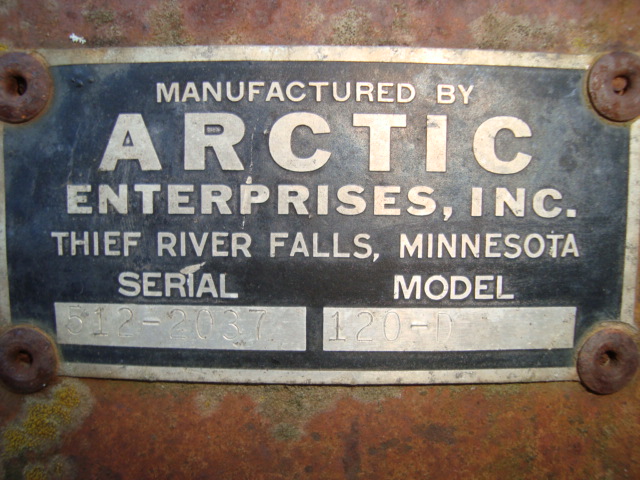 MANUFACTURED BY
ARCTIC
ENTERPRISES, INC.
THIEF RIVER FALLS, MINNESOTA
SERIAL MODEL
512-2037 120-D